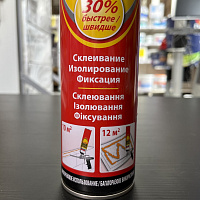 30%
быстрее/
швидше
Склеивание
Изолирование
Фиксация
Склеювання
Ізолювання
Фіксування
12 м²